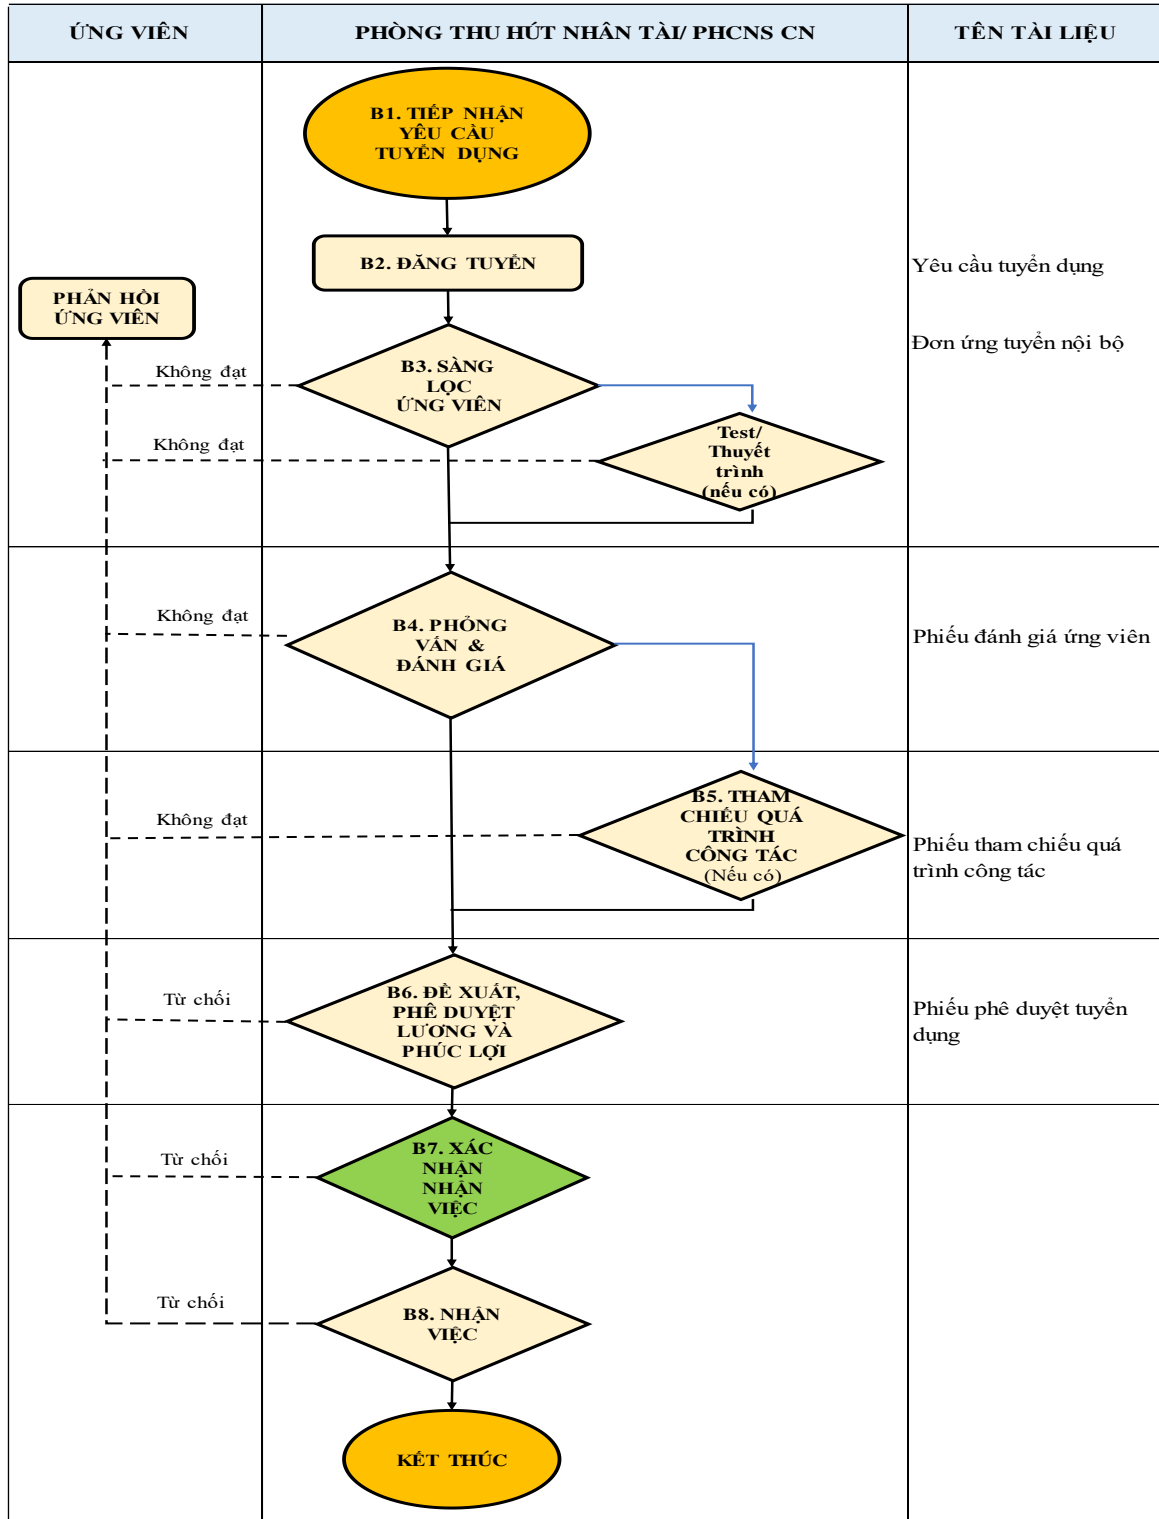 ỨNG VIÊN
PHÒNG THU HÚT NHÂN TÀI/ PHCNS CN
TÊN TÀI LIỆU
B1. TIẾP NHẬN
YÊU CẦU
TUYỂN DỤNG
B2. ĐĂNG TUYỂN
Yêu cầu tuyển dụng
PHẢN HỒI
ỨNG VIÊN
Đơn ứng tuyển nội bộ
Không đạt
B3. SÀNG
LỌC
ỨNG VIÊN
Không đạt
Test/
Thuyết
trình
(nếu có)
Không đạt
B4. PHỎNG
VẤN &
ĐÁNH GIÁ
Phiếu đánh giá ứng viên
Không đạt
B5. THAM
CHIẾU QUÁ
TRÌNH
CÔNG TÁC
(Nếu có)
Phiếu tham chiếu quá
trình công tác
Từ chối
B6. ĐỀ XUẤT,
PHÊ DUYỆT
LƯƠNG VÀ
PHÚC LỢI
Phiếu phê duyệt tuyển
dụng
Từ chối
B7. XÁC
NHẬN
NHẬN
VIỆC
Từ chối
B8. NHẬN
VIỆC
KẾT THÚC